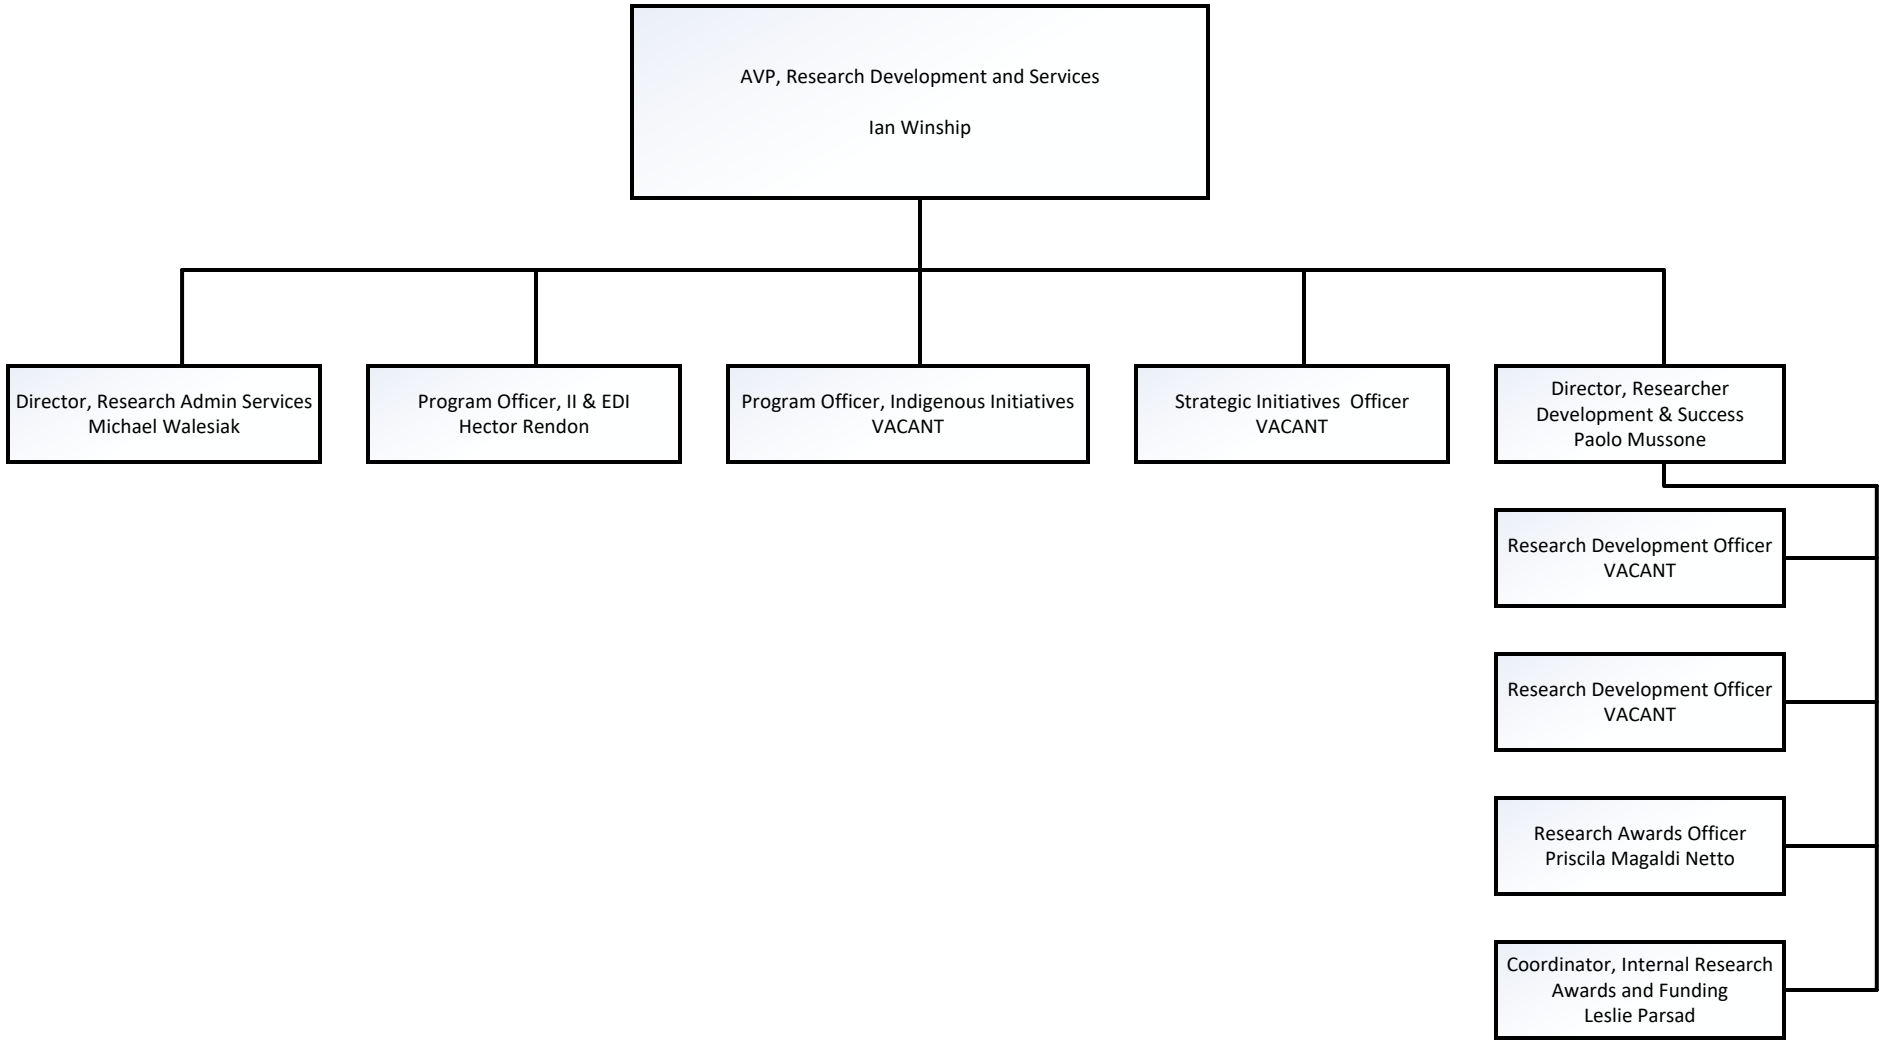 AVP, Research Development and Services
Ian Winship
Director, Research Admin Services
Michael Walesiak
Program Officer, II & EDI
Hector Rendon
Program Officer, Indigenous Initiatives
VACANT
Strategic Initiatives  Officer
VACANT
Director, Researcher
Development & Success
Paolo Mussone
Research Development Officer
VACANT
Research Development Officer
VACANT
Research Awards Officer
Priscila Magaldi Netto
Coordinator, Internal Research
Awards and Funding
Leslie Parsad